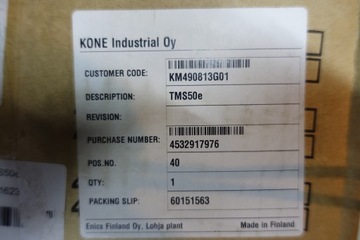 KONE Industrial Oy
CUSTOMER CODE: KM490813G01
DESCRIPTION: TMS50e
REVISION:
PURCHASE NUMBER: 4532917976
POS.NO. 40
QTY: 1
PACKING SLIP: 60151563
Enics Finland Oy, Lohja plant Made in Finland